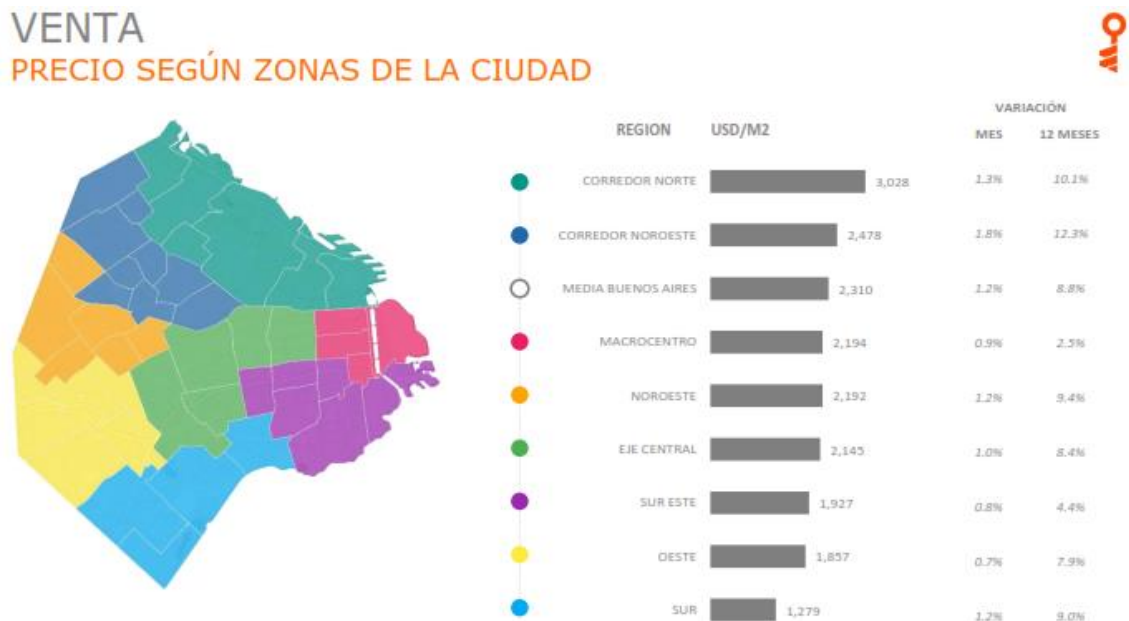 VENTA
PRECIO SEGÚN ZONAS DE LA CIUDAD
VARIACIÓN
REGION USD/M2 MES 12 MESES
CORREDOR NORTE 3,028 1.3% 10.1%
CORREDOR NOROESTE 2,478 1.8% 12.3%
MEDIA BUENOS AIRES 2,310 1.2% 8.8%
MACROCENTRO 2,194 0.9% 2.5%
NOROESTE 2,192 1.2% 9.4%
EJE CENTRAL 2,145 1.0% 8.4%
SUR ESTE 1,927 0.8% 4.4%
OESTE 1,857 0.7% 7.9%
SUR 1,279 1.2% 9.0%